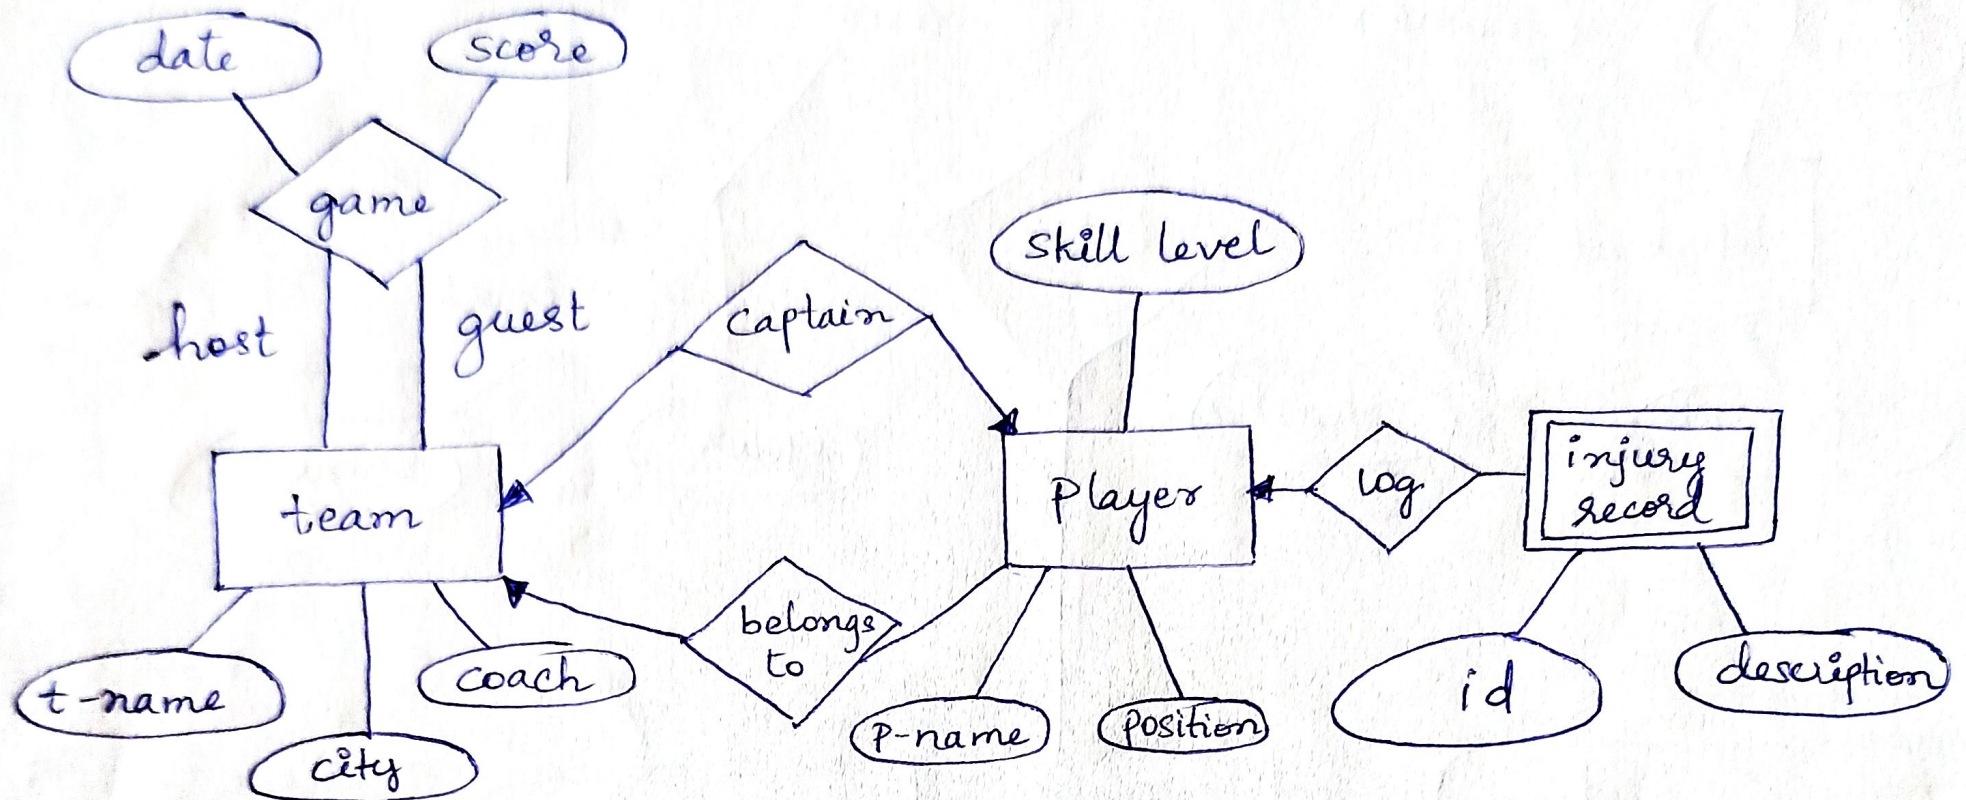 date
score
game
host
guest
captain
skill level
team
player
log
injury
record
belongs
to
t-name
city
coach
p-name
position
id
description